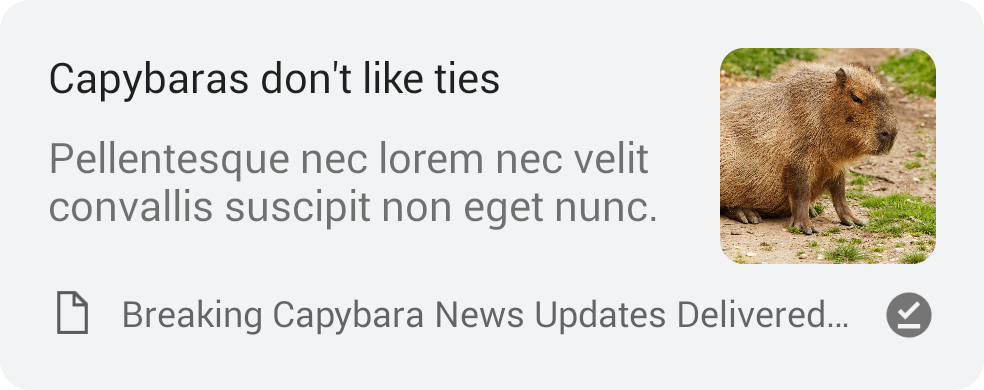 Capybaras don't like ties
Pellentesque nec lorem nec velit
convallis suscipit non eget nunc.
Breaking Capybara News Updates Delivered...